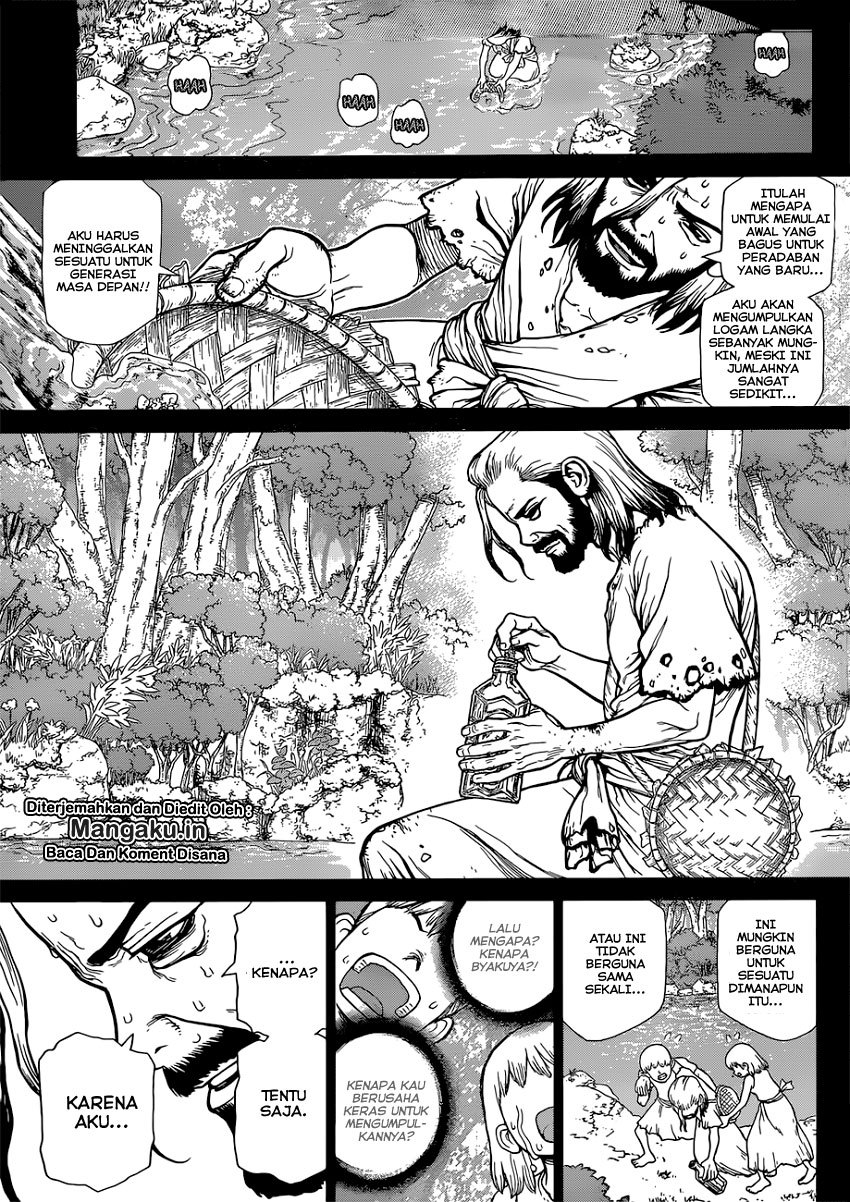 HAAH
HAAH
HAAH
HAAH
ITULAH
MENGAPA
UNTUK MEMULAI
AWAL YANG
BAGUS UNTUK
PERADABAN
YANG BARU...
AKU AKAN
MENGUMPULKAN
LOGAM LANGKA
SEBANYAK MUNG-
KIN, MESKI INI
JUMLAHNYA
SANGAT
SEDIKIT...
AKU HARUS
MENINGGALKAN
SESUATU UNTUK
GENERASI
MASA DEPAN!!
Diterjemahkan dan Diedit Oleh :
Mangaku.in
Baca Dan Koment Disana
INI
MUNGKIN
BERGUNA
UNTUK
SESUATU
DIMANAPUN
ITU...
ATAU INI
TIDAK
BERGUNA
SAMA
SEKALI...
LALU
MENGAPA?
KENAPA
BYAKUYA?!
KENAPA KAU
BERUSAHA
KERAS UNTUK
MENGUMPUL-
KANNYA?
...
KENAPA?
TENTU
SAJA.
KARENA
AKU...